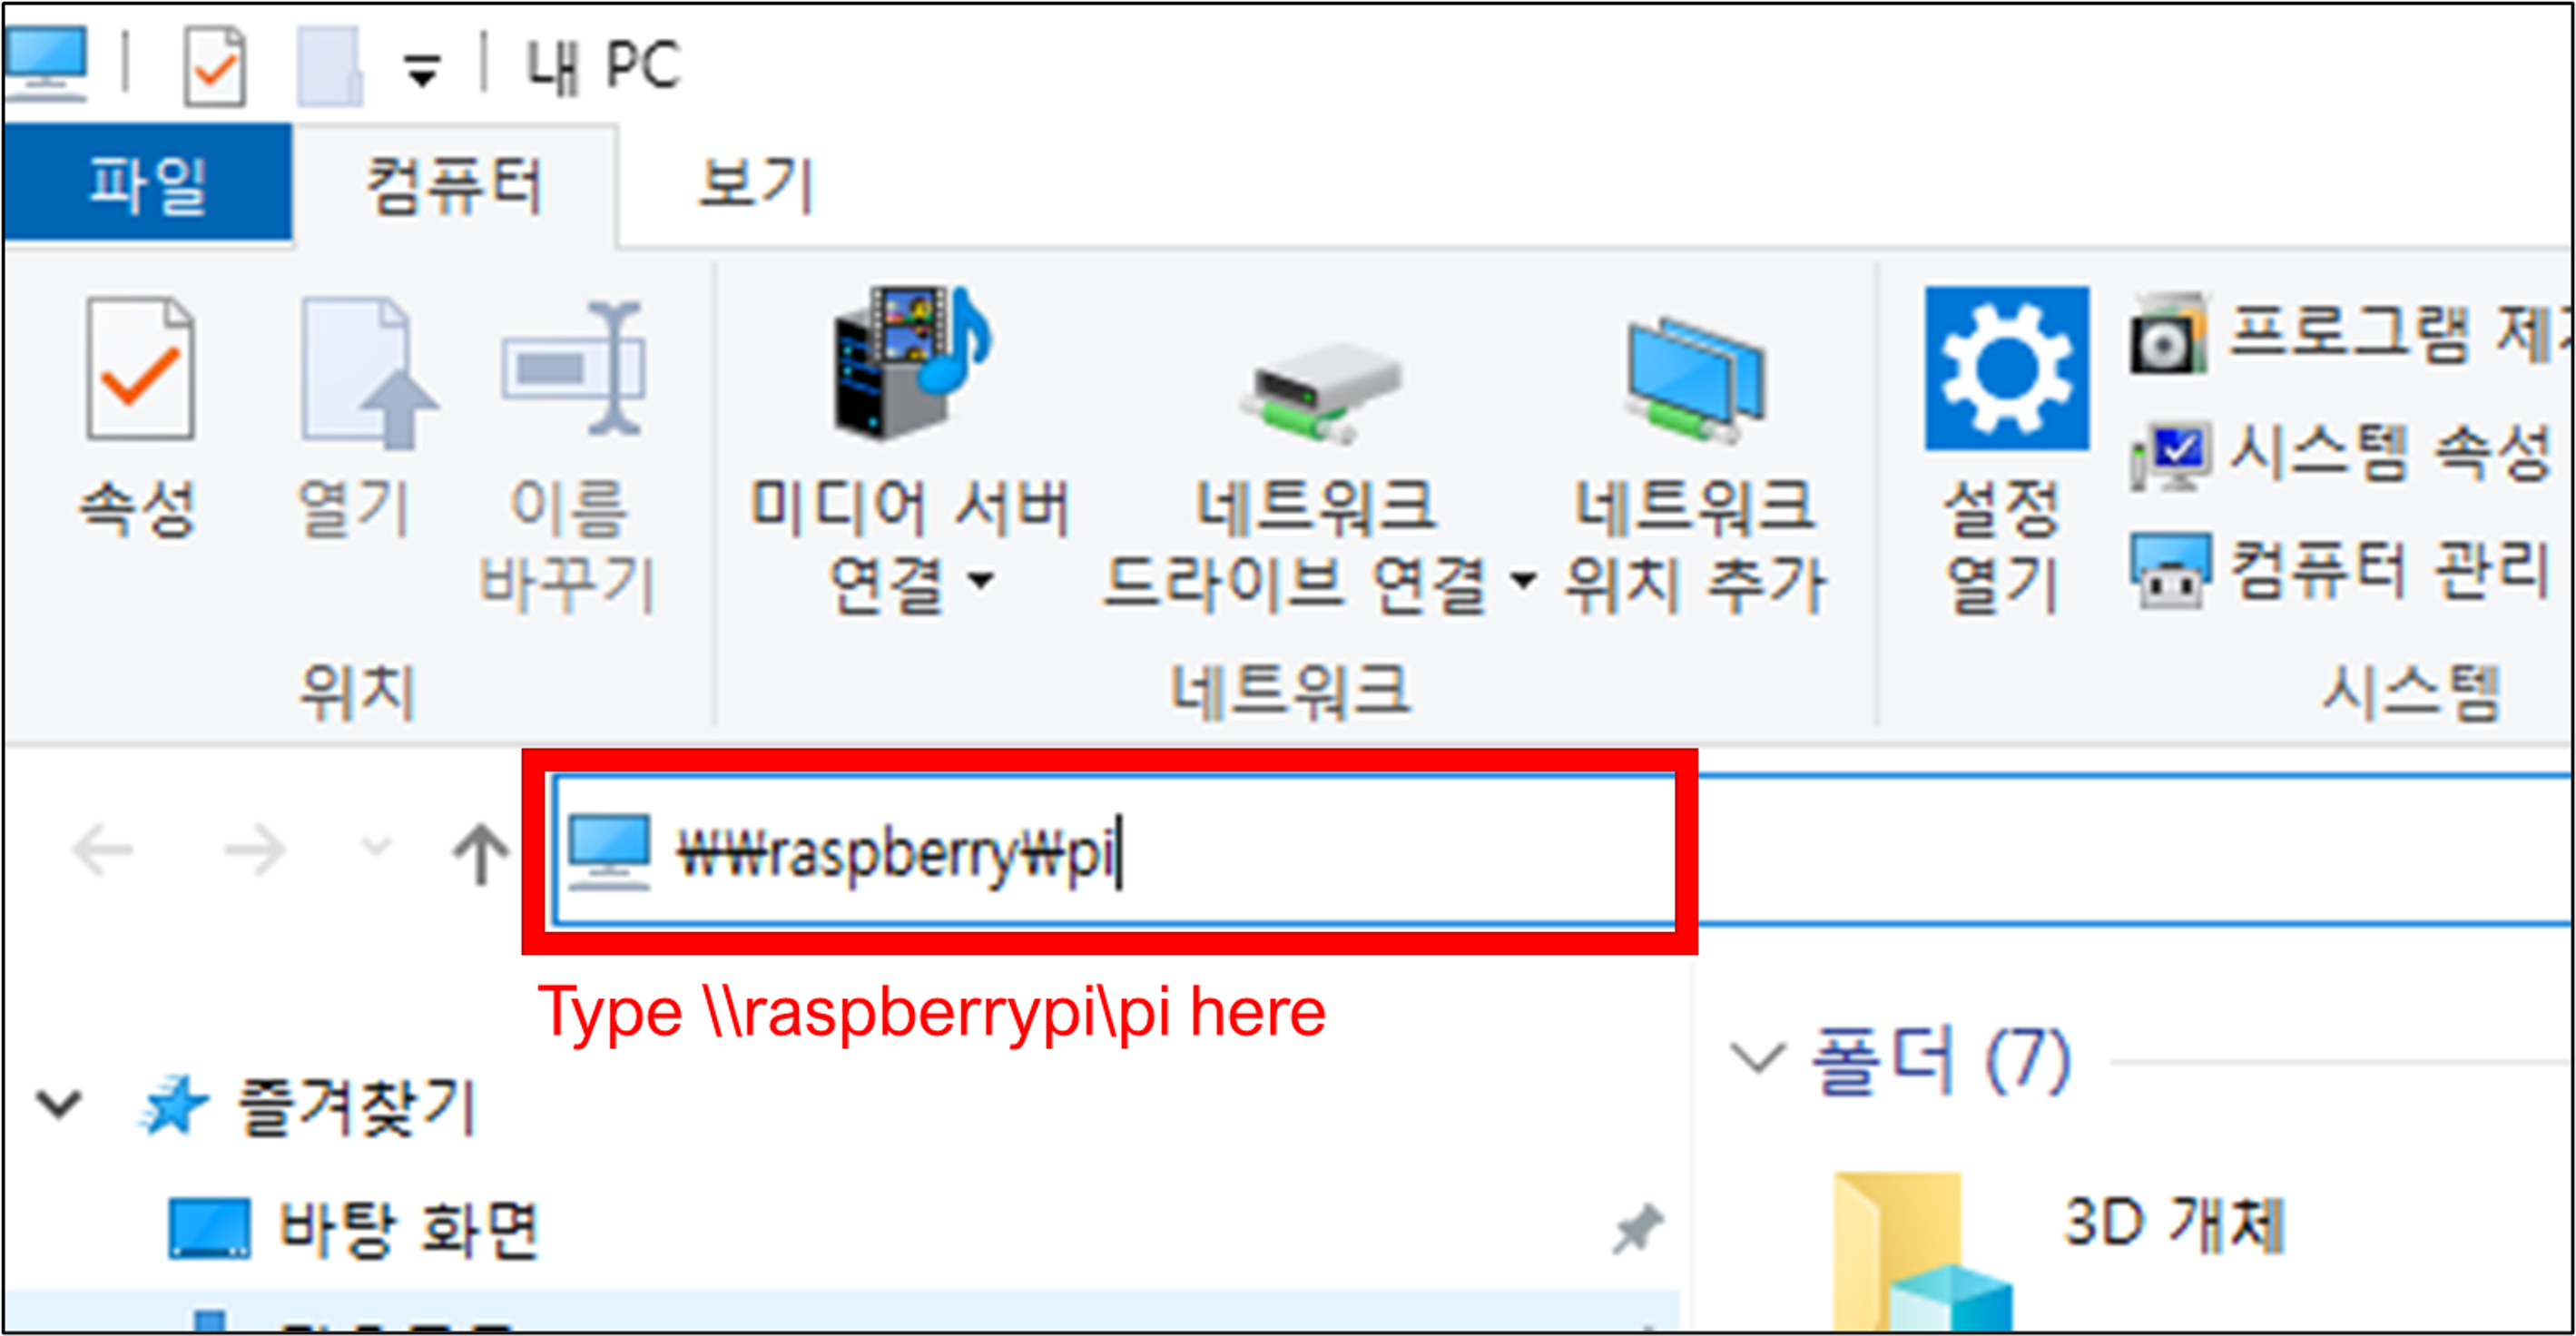 내 PC
파일 컴퓨터 보기
속성
열기
이름
바꾸기
위치
미디어 서버
연결
네트워크
드라이브 연결
네트워크
위치 추가
네트워크
설정
열기
프로그램
시스템 속성
컴퓨터 관리
시스템
₩₩raspberry₩pi
Type \\raspberrypi\pi here
즐겨찾기
바탕 화면
폴더 (7)
3D 개체